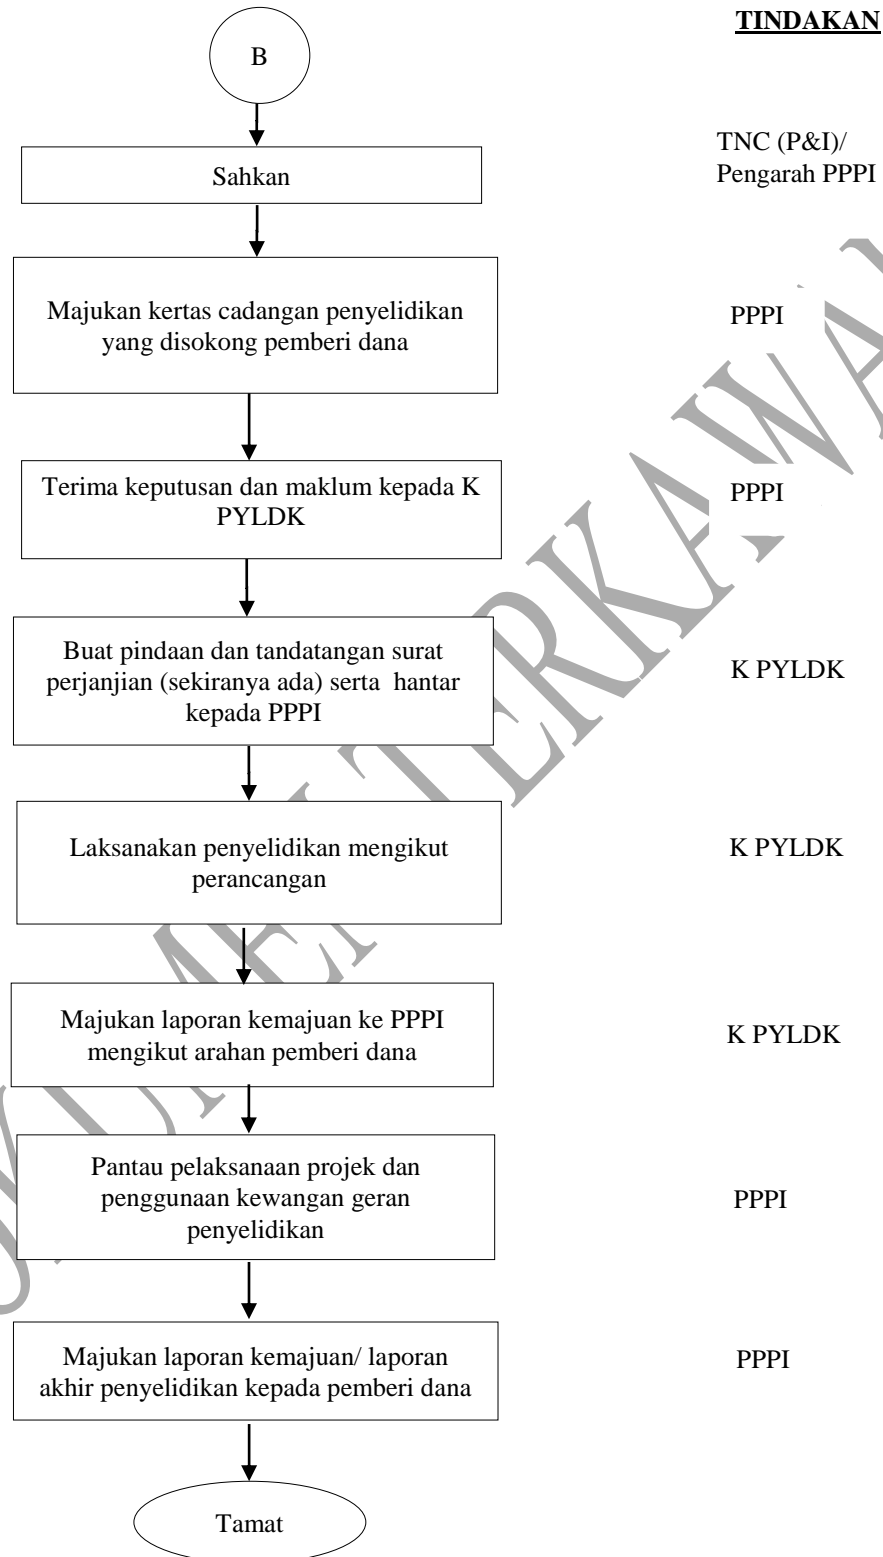 TINDAKAN
B
TNC (P&I)/
Pengarah PPPI
Sahkan
Majukan kertas cadangan penyelidikan
yang disokong pemberi dana
PPPI
Terima keputusan dan maklum kepada K
PYLDK
PPPI
Buat pindaan dan tandatangan surat
perjanjian (sekiranya ada) serta  hantar
kepada PPPI
K PYLDK
Laksanakan penyelidikan mengikut
perancangan
K PYLDK
Majukan laporan kemajuan ke PPPI
mengikut arahan pemberi dana
K PYLDK
Pantau pelaksanaan projek dan
penggunaan kewangan geran
penyelidikan
PPPI
Majukan laporan kemajuan/ laporan
akhir penyelidikan kepada pemberi dana
PPPI
Tamat